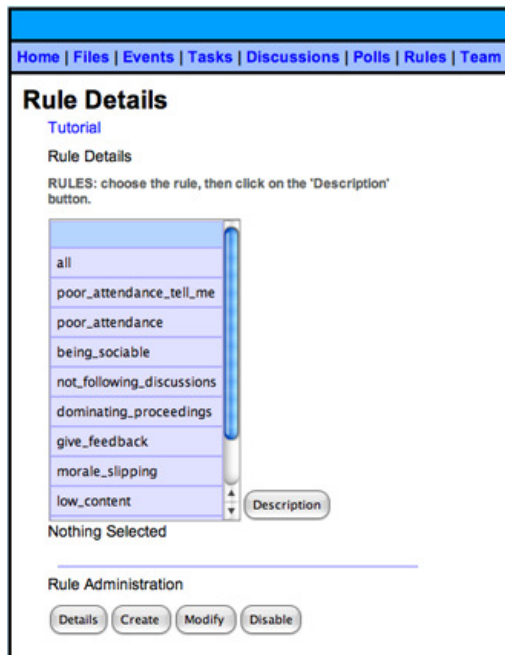 Home | Files | Events | Tasks | Discussions | Polls | Rules | Team
Rule Details
Tutorial
Rule Details
RULES: choose the rule, then click on the 'Description'
button.
all
poor_attendance_tell_me
poor_attendance
being_sociable
not_following_discussions
dominating_proceedings
give_feedback
morale_slipping
low_content
Description
Nothing Selected
Rule Administration
Details Create Modify Disable